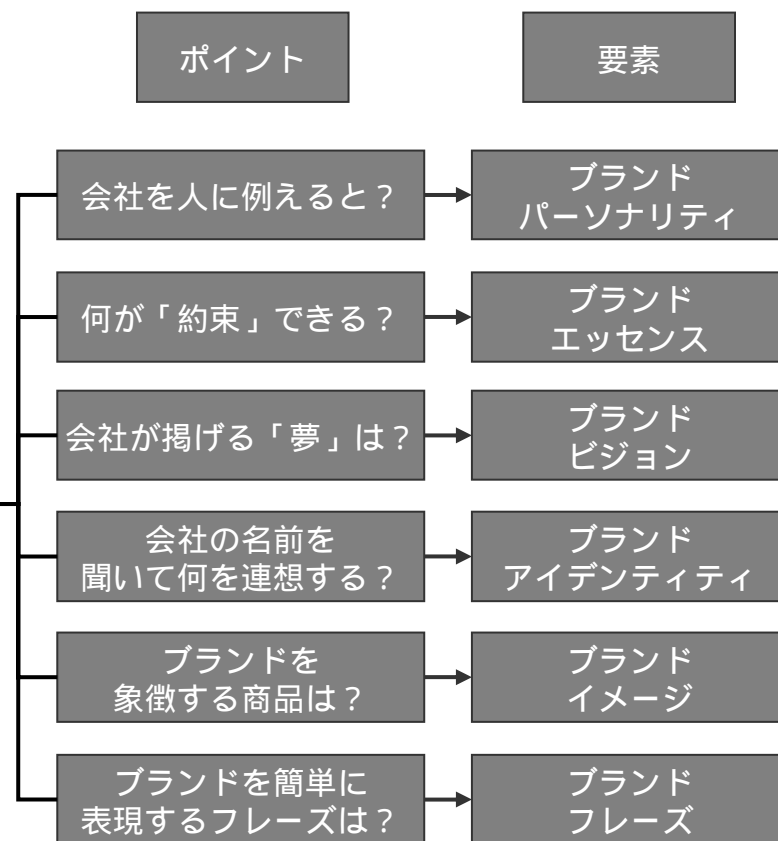 ポイント
要素
会社を人に例えると？
ブランド
パーソナリティ
何が「約束」できる？
ブランド
エッセンス
会社が掲げる「夢」は？
ブランド
ビジョン
会社の名前を
聞いて何を連想する？
ブランド
アイデンティティ
ブランドを
象徴する商品は？
ブランド
イメージ
ブランドを簡単に
表現するフレーズは？
ブランド
フレーズ